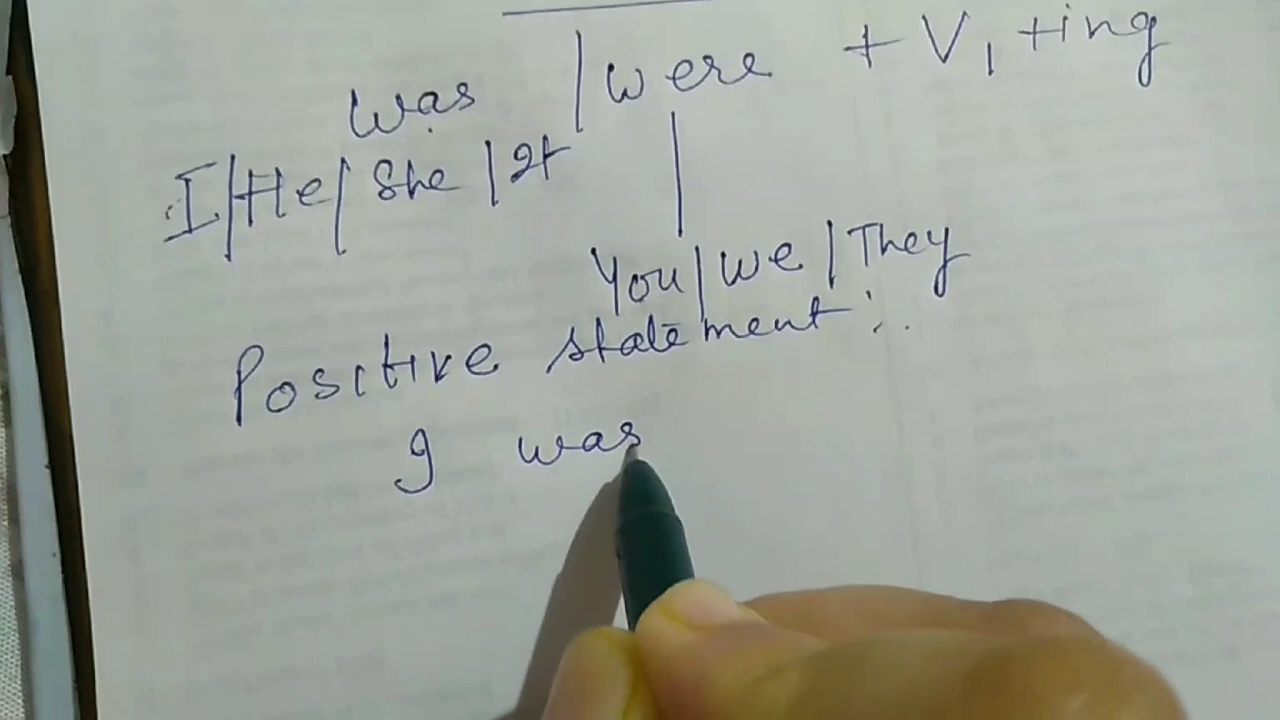 was / were + V1 + ing
I/He/She/It
You/we/They
Positive statement:
I was